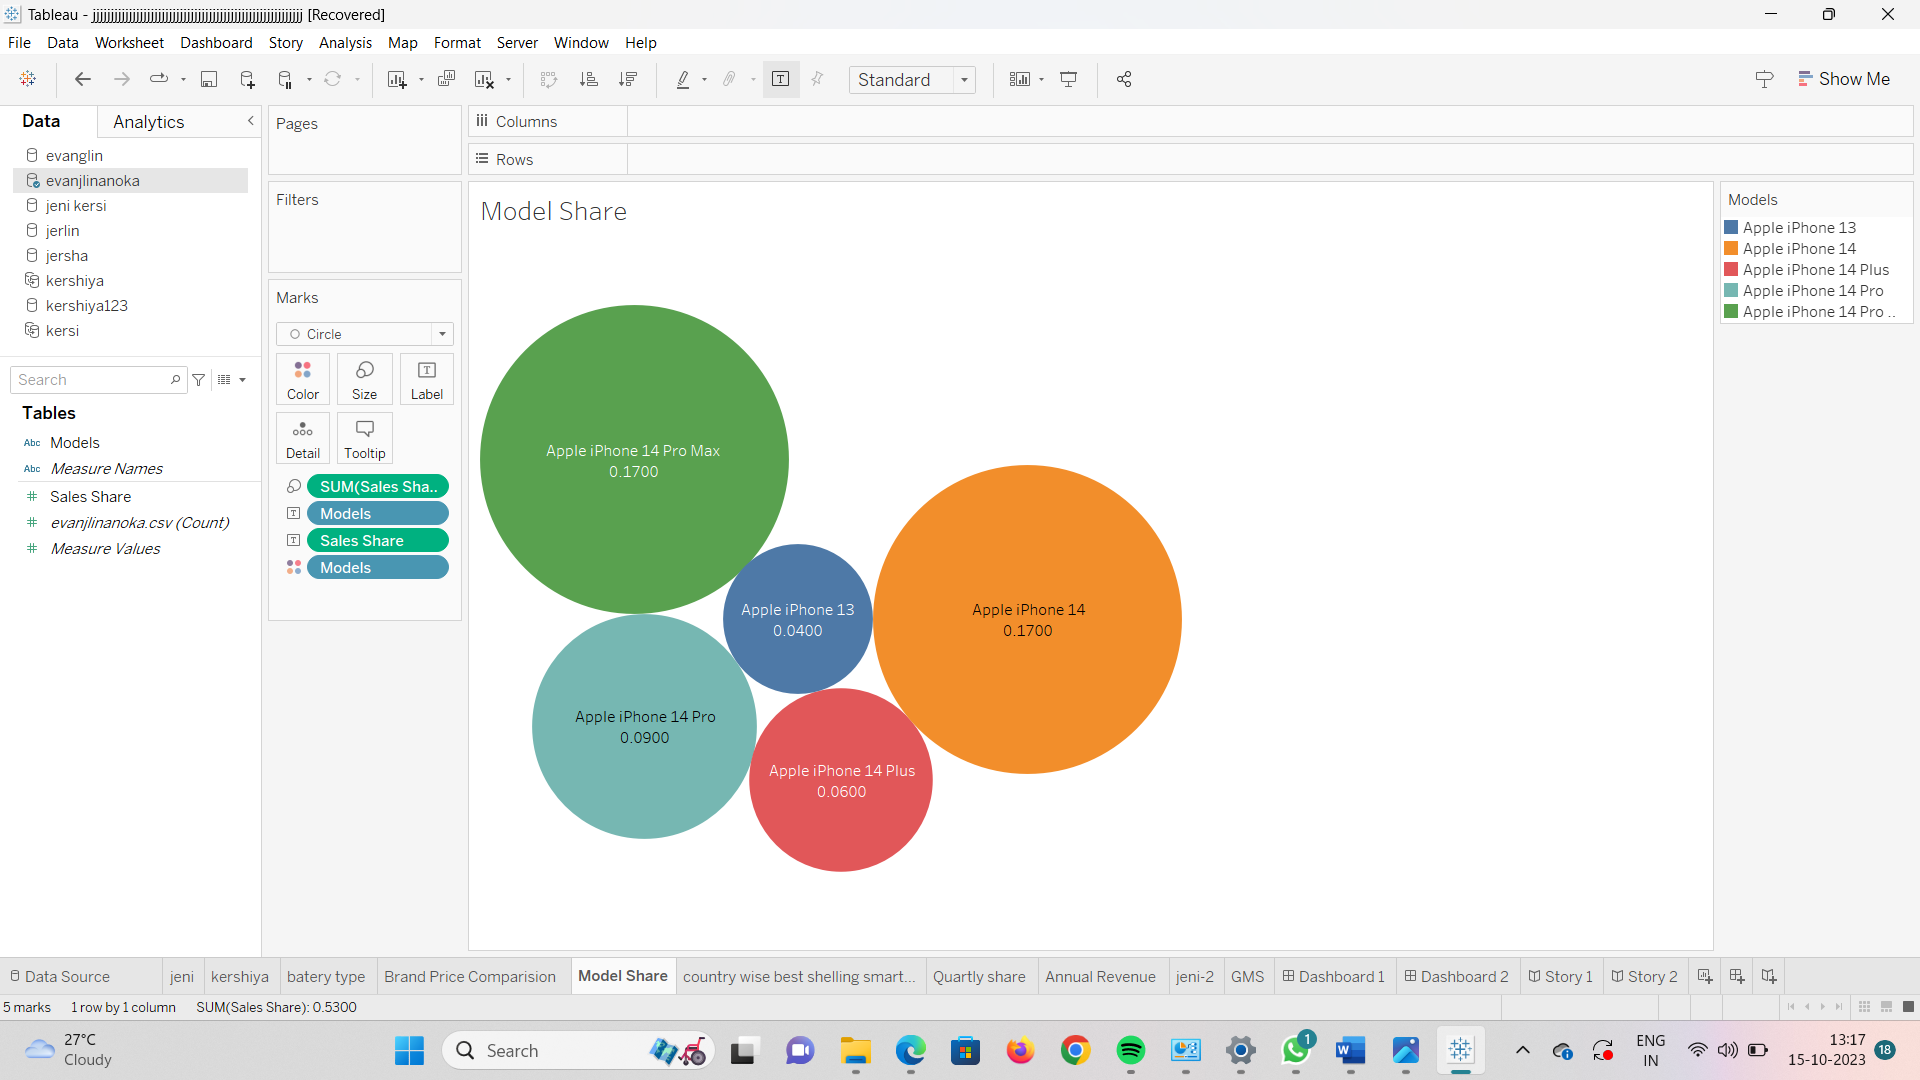 Tableau - jjjjjjjjjjjjjjjjjjjjjjjjjjjjjjjjjjjjjjjjjjjjjjjjjjjjjjjjj [Recovered]
File Data Worksheet Dashboard Story Analysis Map Format Server Window Help
Standard
Show Me
Data Analytics
evanglin
evanjlinanoka
jeni kersi
jerlin
jersha
kershiya
kershiya123
kersi
Search
Tables
Abc Models
Abc Measure Names
Sales Share
evanjlinanoka.csv (Count)
Measure Values
Pages
Filters
Marks
Circle
Color Size Label
Detail Tooltip
SUM(Sales Sha..
Models
Sales Share
Models
Columns
Rows
Model Share
Apple iPhone 14 Pro Max
0.1700
Apple iPhone 13
0.0400
Apple iPhone 14
0.1700
Apple iPhone 14 Pro
0.0900
Apple iPhone 14 Plus
0.0600
Models
Apple iPhone 13
Apple iPhone 14
Apple iPhone 14 Plus
Apple iPhone 14 Pro
Apple iPhone 14 Pro ..
Data Source jeni kershiya batery type Brand Price Comparision Model Share country wise best shelling smart... Quartly share Annual Revenue jeni-2 GMS Dashboard 1 Dashboard 2 Story 1 Story 2
5 marks 1 row by 1 column SUM(Sales Share): 0.5300
27°C
Cloudy
Search
1
ENG
IN
13:17
15-10-2023
18